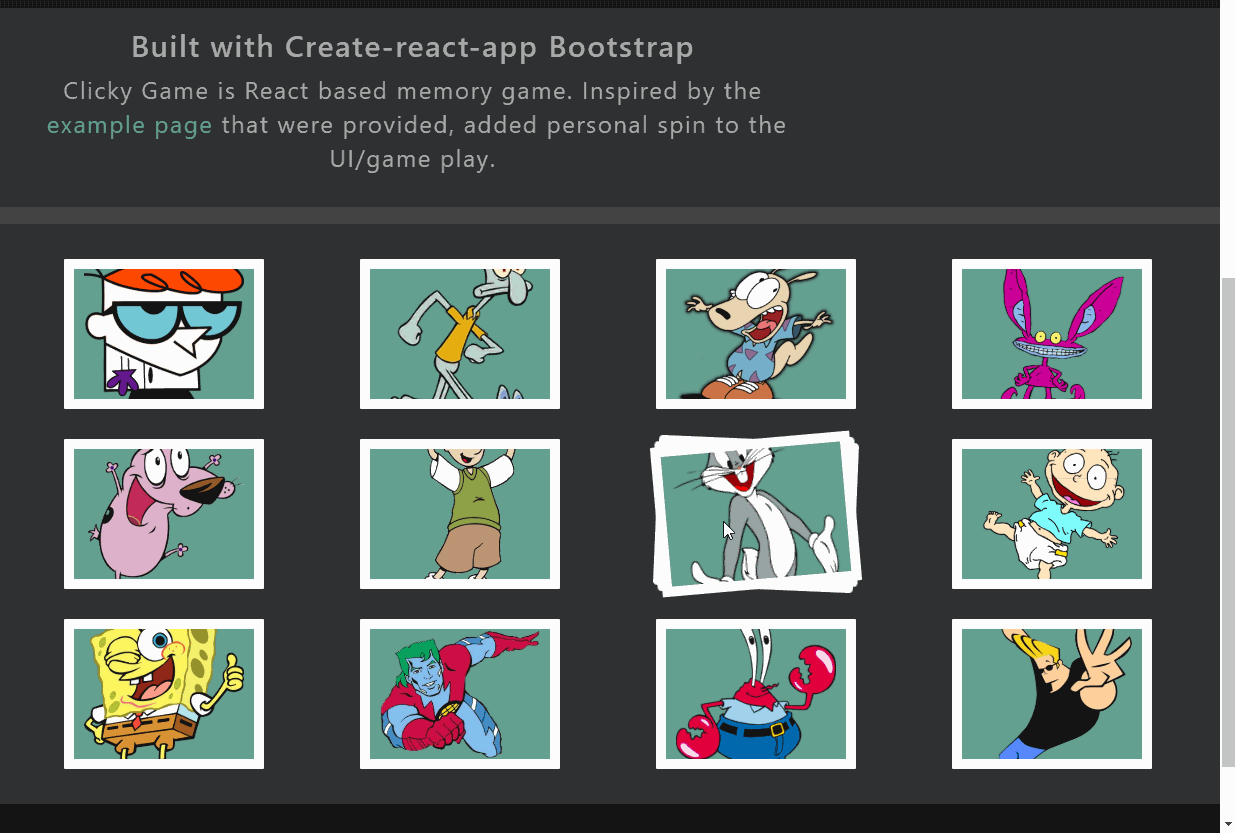 Built with Create-react-app Bootstrap
Clicky Game is React based memory game. Inspired by the
example page that were provided, added personal spin to the
UI/game play.